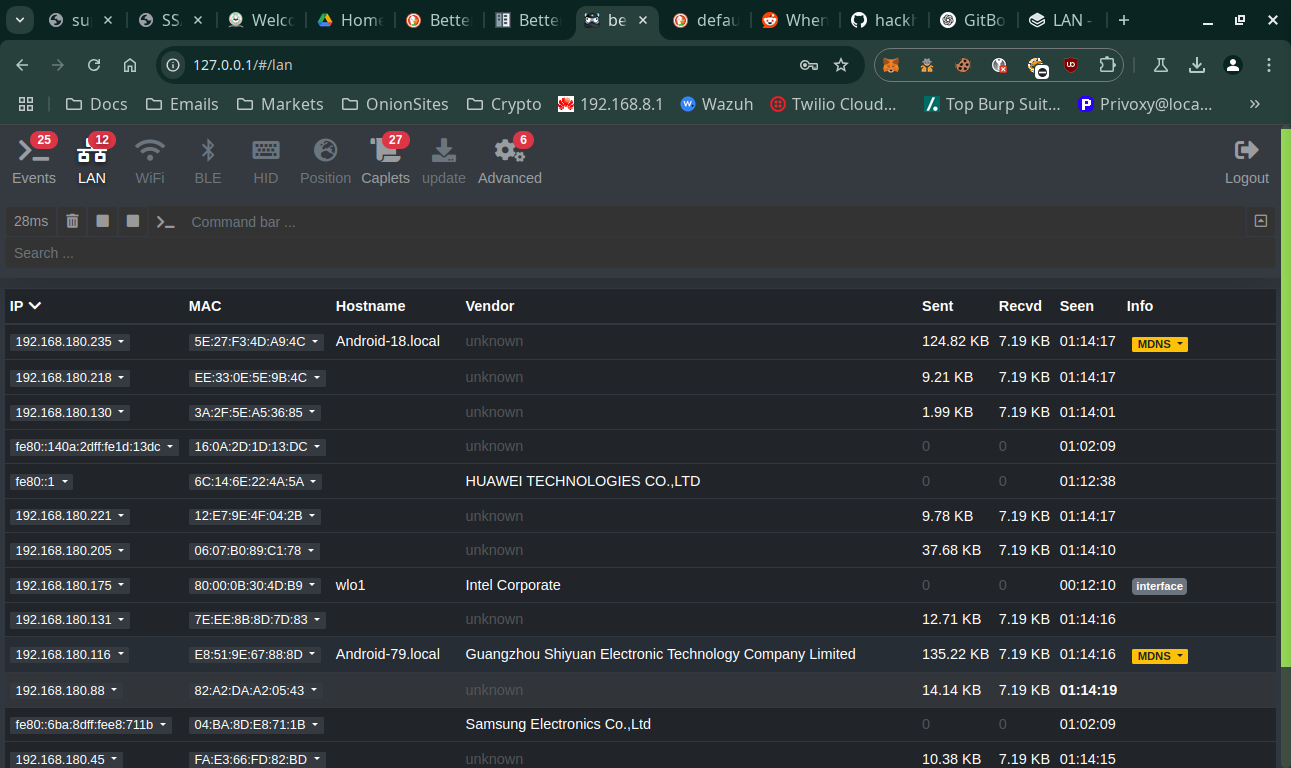 su SS Welc Home Bette Bette be defau When hackh GitBo LAN -
127.0.0.1/#/lan
Docs Emails Markets OnionSites Crypto 192.168.8.1 Wazuh Twilio Cloud... Top Burp Suit... Privoxy@loca... »
25 12 27 6
Events LAN WiFi BLE HID Position Caplets update Advanced Logout
28ms Command bar ...
Search ...
IP MAC Hostname Vendor Sent Recvd Seen Info
192.168.180.235 5E:27:F3:4D:A9:4C Android-18.local unknown 124.82 KB 7.19 KB 01:14:17 MDNS
192.168.180.218 EE:33:0E:5E:9B:4C unknown 9.21 KB 7.19 KB 01:14:17
192.168.180.130 3A:2F:5E:A5:36:85 unknown 1.99 KB 7.19 KB 01:14:01
fe80::140a:2dff:fe1d:13dc 16:0A:2D:1D:13:DC unknown 0 0 01:02:09
fe80::1 6C:14:6E:22:4A:5A HUAWEI TECHNOLOGIES CO.,LTD 0 0 01:12:38
192.168.180.221 12:E7:9E:4F:04:2B unknown 9.78 KB 7.19 KB 01:14:17
192.168.180.205 06:07:B0:89:C1:78 unknown 37.68 KB 7.19 KB 01:14:10
192.168.180.175 80:00:0B:30:4D:B9 wlo1 Intel Corporate 0 0 00:12:10 interface
192.168.180.131 7E:EE:8B:8D:7D:83 unknown 12.71 KB 7.19 KB 01:14:16
192.168.180.116 E8:51:9E:67:88:8D Android-79.local Guangzhou Shiyuan Electronic Technology Company Limited 135.22 KB 7.19 KB 01:14:16 MDNS
192.168.180.88 82:A2:DA:A2:05:43 unknown 14.14 KB 7.19 KB 01:14:19
fe80::6ba:8dff:fee8:711b 04:BA:8D:E8:71:1B Samsung Electronics Co.,Ltd 0 0 01:02:09
192.168.180.45 FA:E3:66:FD:82:BD unknown 10.38 KB 7.19 KB 01:14:15